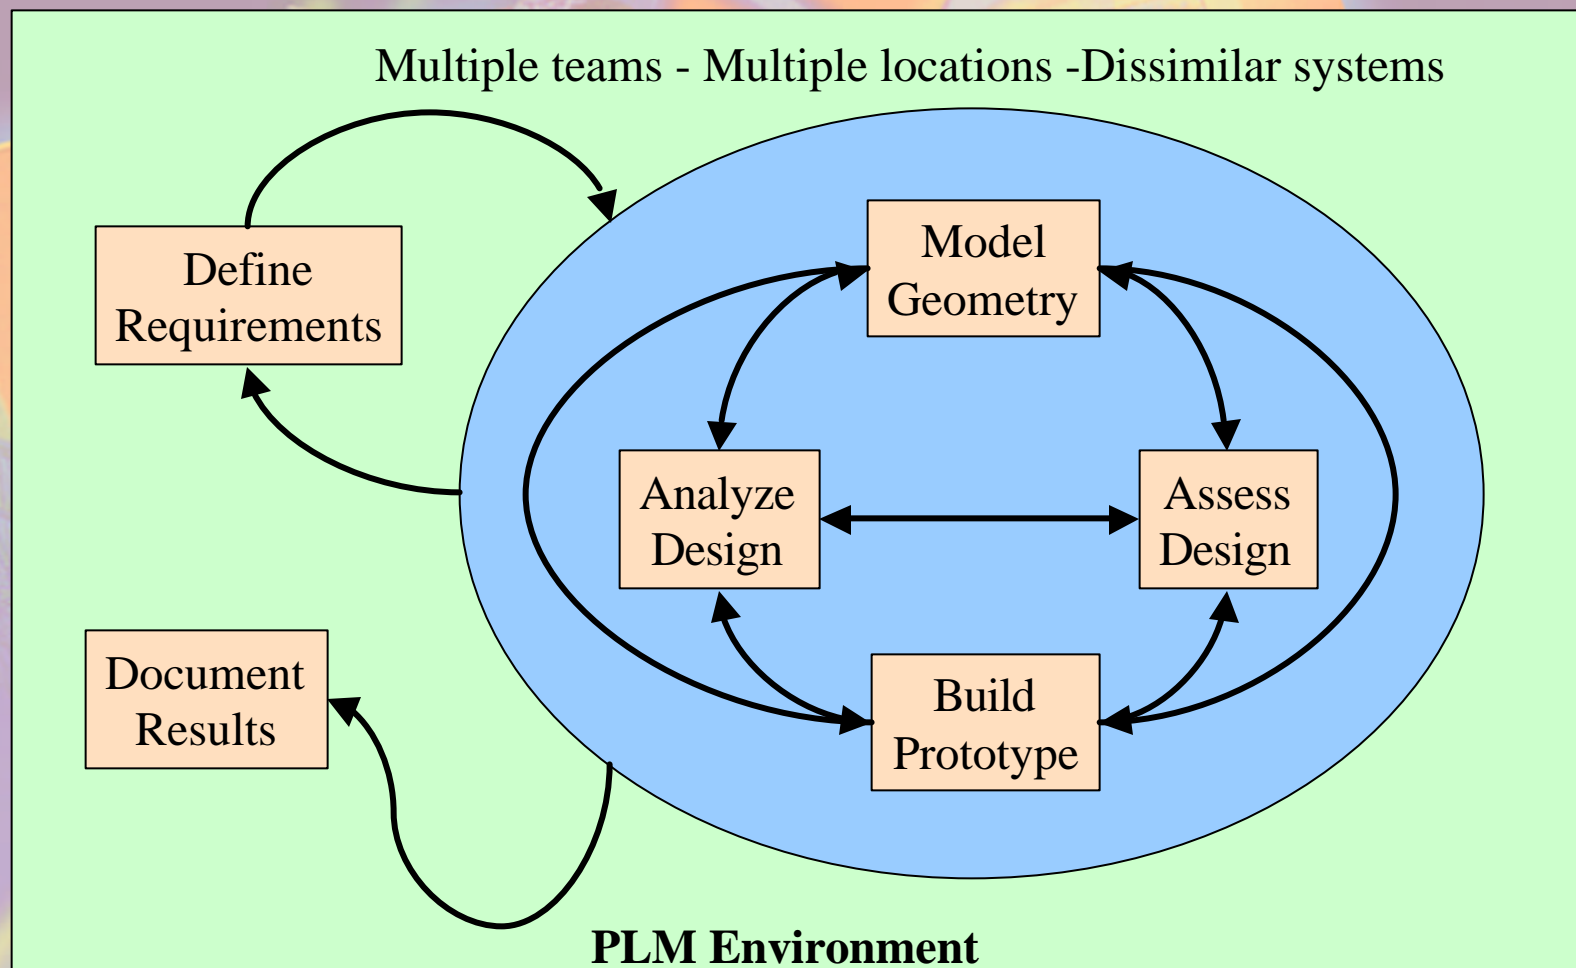 Multiple teams - Multiple locations -Dissimilar systems
Define
Requirements
Model
Geometry
Analyze
Design
Assess
Design
Document
Results
Build
Prototype
PLM Environment